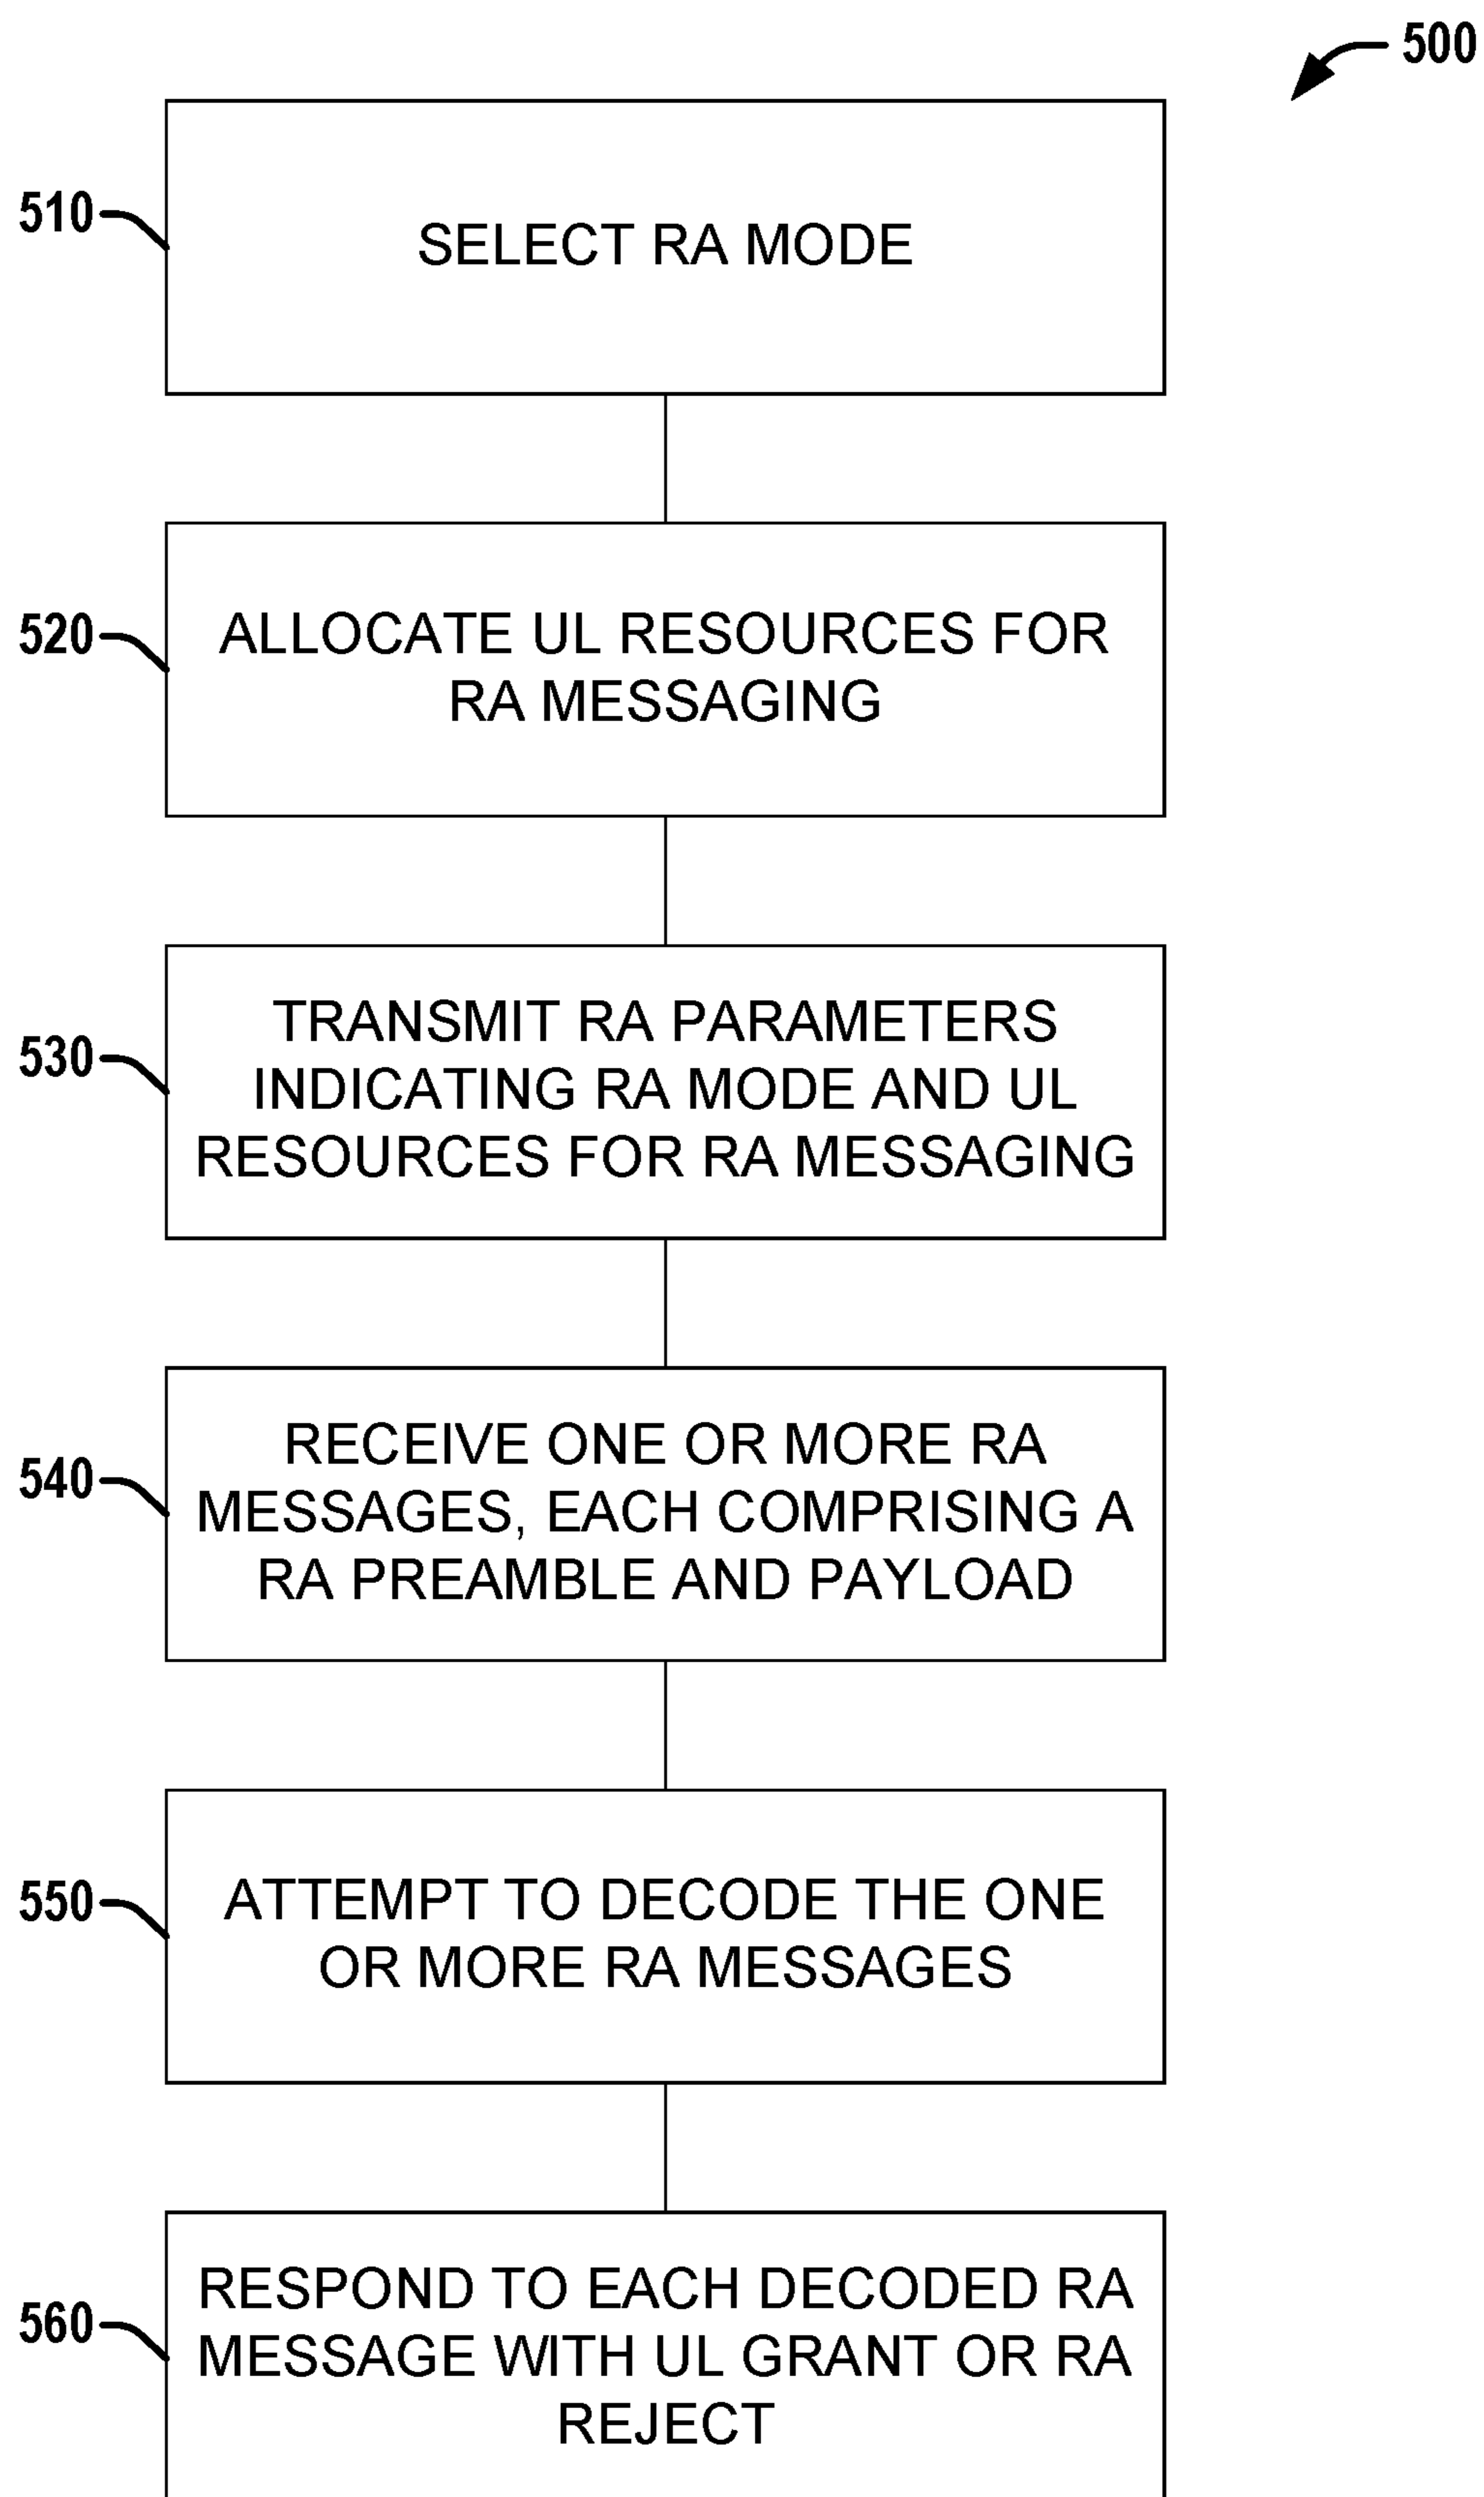 500
510
SELECT RA MODE
520
ALLOCATE UL RESOURCES FOR
RA MESSAGING
530
TRANSMIT RA PARAMETERS
INDICATING RA MODE AND UL
RESOURCES FOR RA MESSAGING
540
RECEIVE ONE OR MORE RA
MESSAGES, EACH COMPRISING A
RA PREAMBLE AND PAYLOAD
550
ATTEMPT TO DECODE THE ONE
OR MORE RA MESSAGES
560
RESPOND TO EACH DECODED RA
MESSAGE WITH UL GRANT OR RA
REJECT